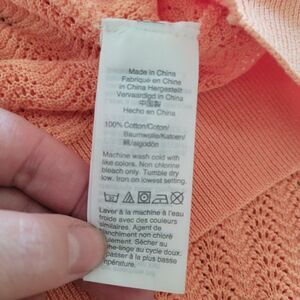 Made in China
Fabriqué en Chine
in China Hergestellt
Vervaardigd in China
中国製
Hecho en China
100% Cotton/Coton/
Baumwolle/Katoen/
綿/algodón
Machine wash cold with
like colors. Non chlorine
bleach only. Tumble dry
low. Iron on lowest setting.
Laver à la machine à l'eau
froide avec des couleurs
similaires. Agent de
blanchiment non chloré
seulement. Sécher au
sèche-linge au cycle doux.
Repasser à la plus basse
température.